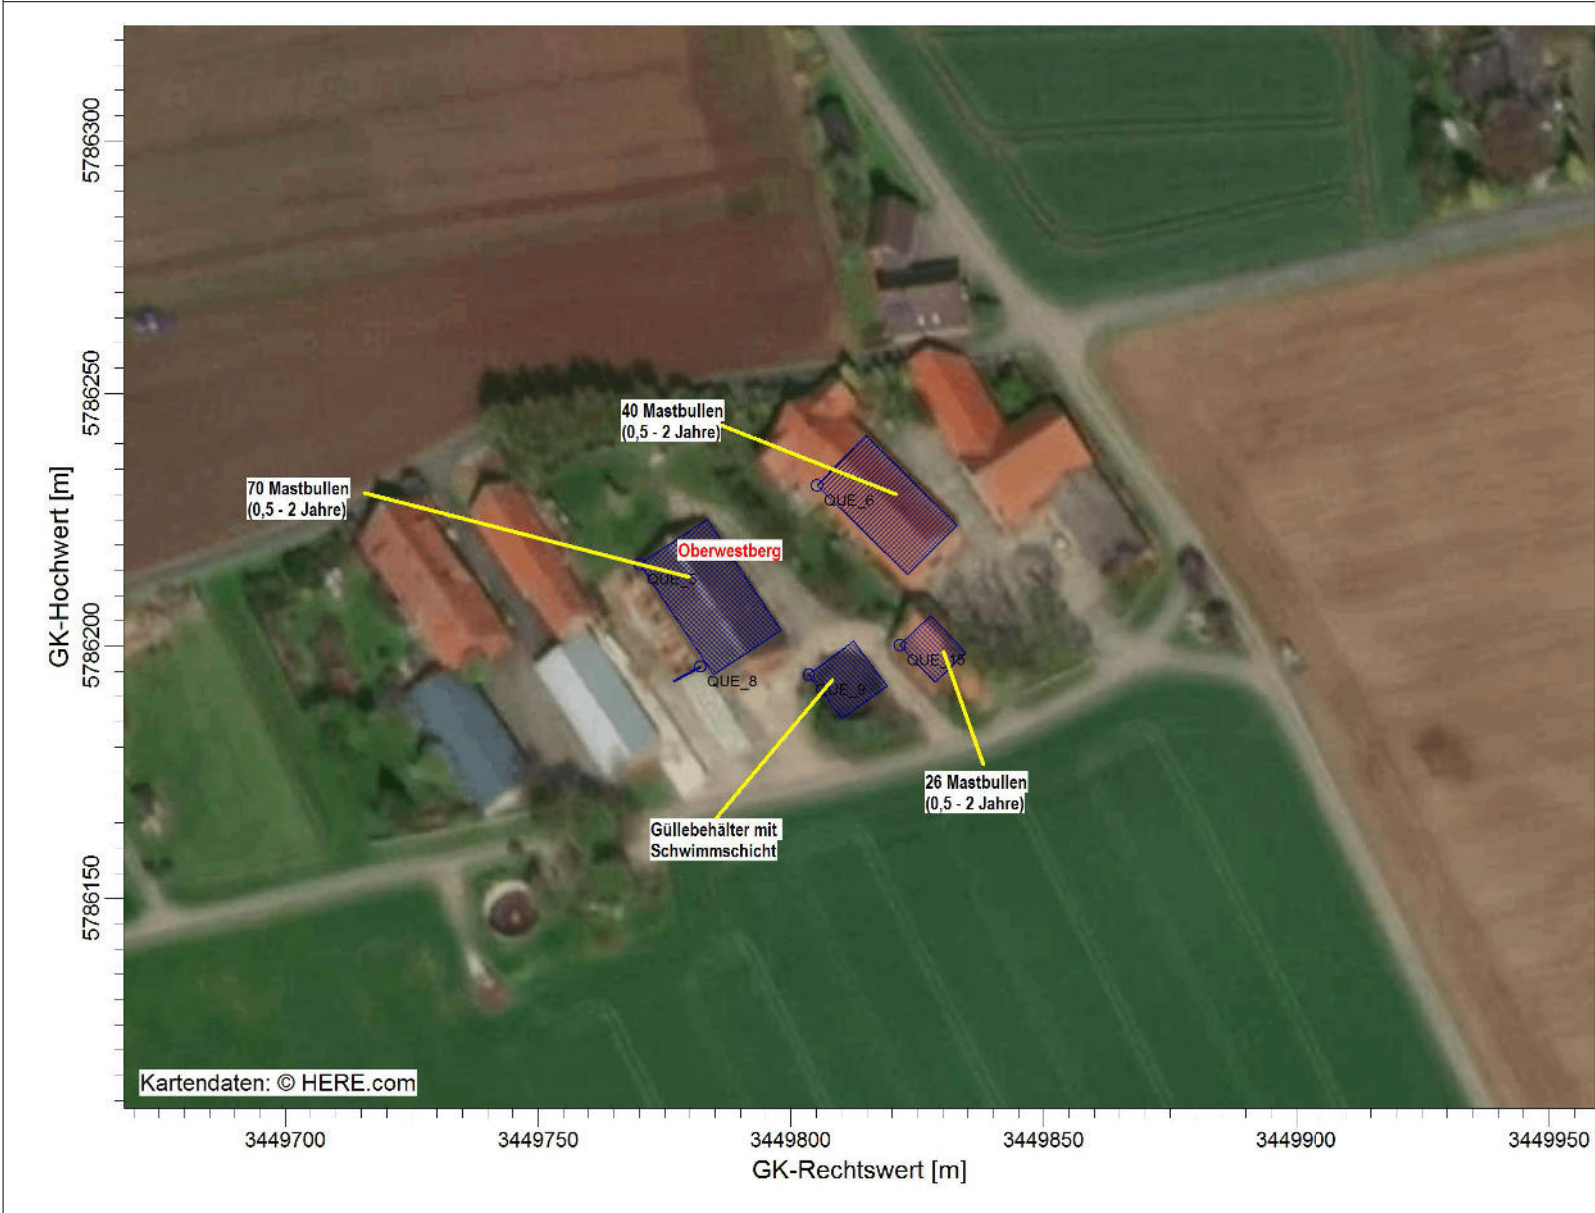 5786300
5786250
5786200
5786150
GK-Hochwert [m]
40 Mastbullen
(0,5 - 2 Jahre)
70 Mastbullen
(0,5 - 2 Jahre)
QUE_6
Oberwestberg
QUE_15
QUE_8
QUE_9
26 Mastbullen
(0,5 - 2 Jahre)
Güllebehälter mit
Schwimmschicht
Kartendaten: © HERE.com
3449700 3449750 3449800 3449850 3449900 3449950
GK-Rechtswert [m]